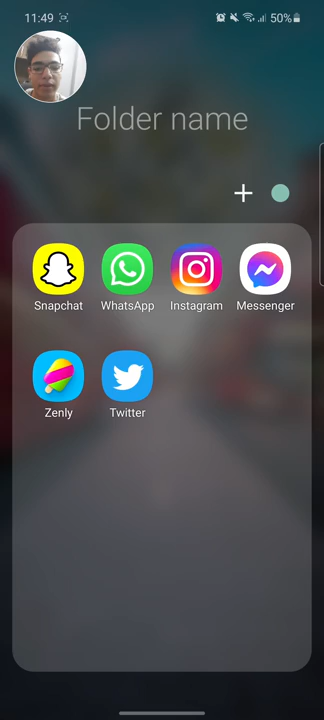 11:49
50%
Folder name
Snapchat
WhatsApp
Instagram
Messenger
Zenly
Twitter